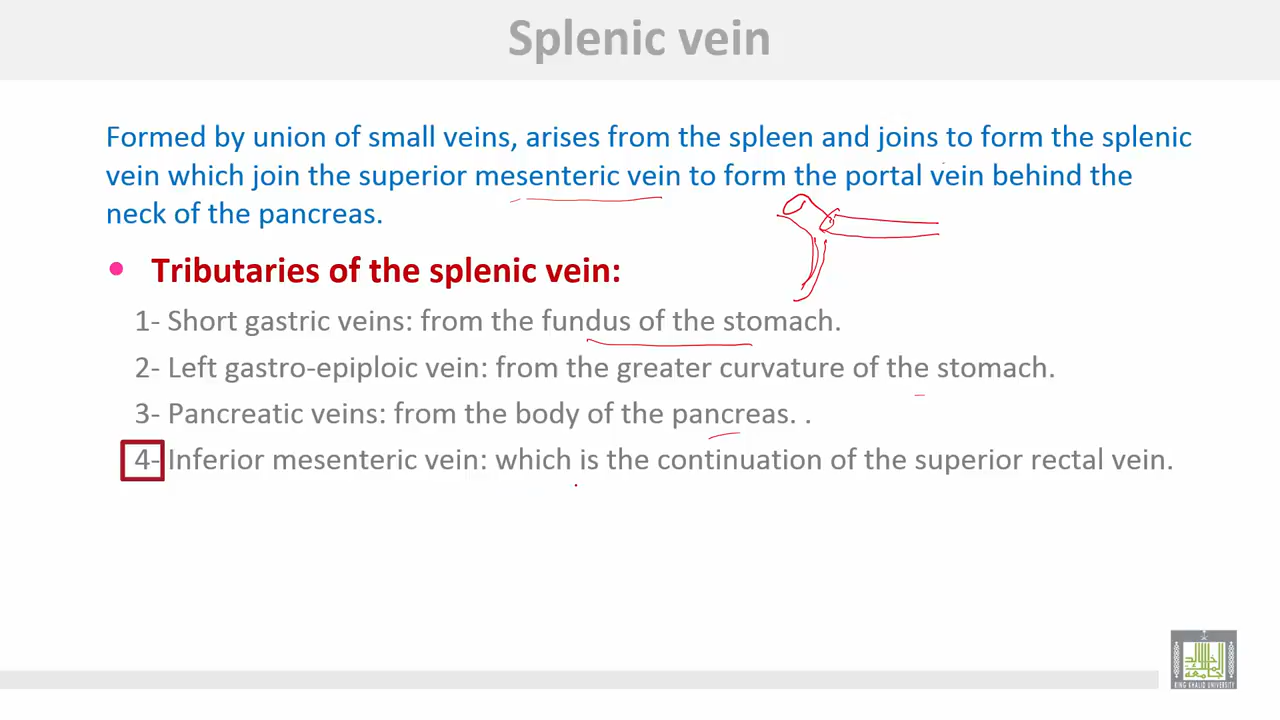 Splenic vein
Formed by union of small veins, arises from the spleen and joins to form the splenic
vein which join the superior mesenteric vein to form the portal vein behind the
neck of the pancreas.
• Tributaries of the splenic vein:
1- Short gastric veins: from the fundus of the stomach.
2- Left gastro-epiploic vein: from the greater curvature of the stomach.
3- Pancreatic veins: from the body of the pancreas. .
4- Inferior mesenteric vein: which is the continuation of the superior rectal vein.
KING KHALID UNIVERSITY